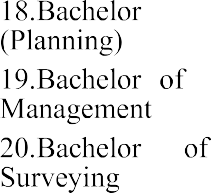 18.Bachelor
(Planning)
19.Bachelor of
Management
20.Bachelor of
Surveying